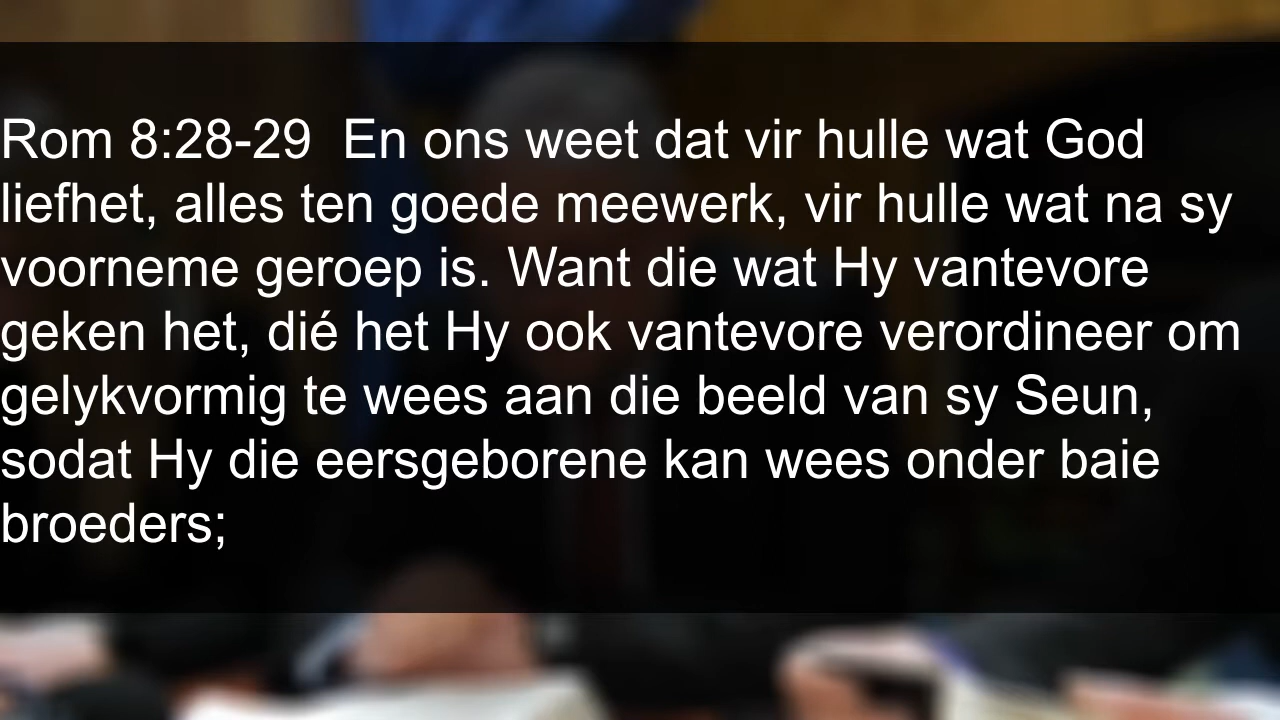 Rom 8:28-29  En ons weet dat vir hulle wat God
liefhet, alles ten goede meewerk, vir hulle wat na sy
voorneme geroep is. Want die wat Hy vantevore
geken het, dié het Hy ook vantevore verordineer om
gelykvormig te wees aan die beeld van sy Seun,
sodat Hy die eersgeborene kan wees onder baie
broeders;